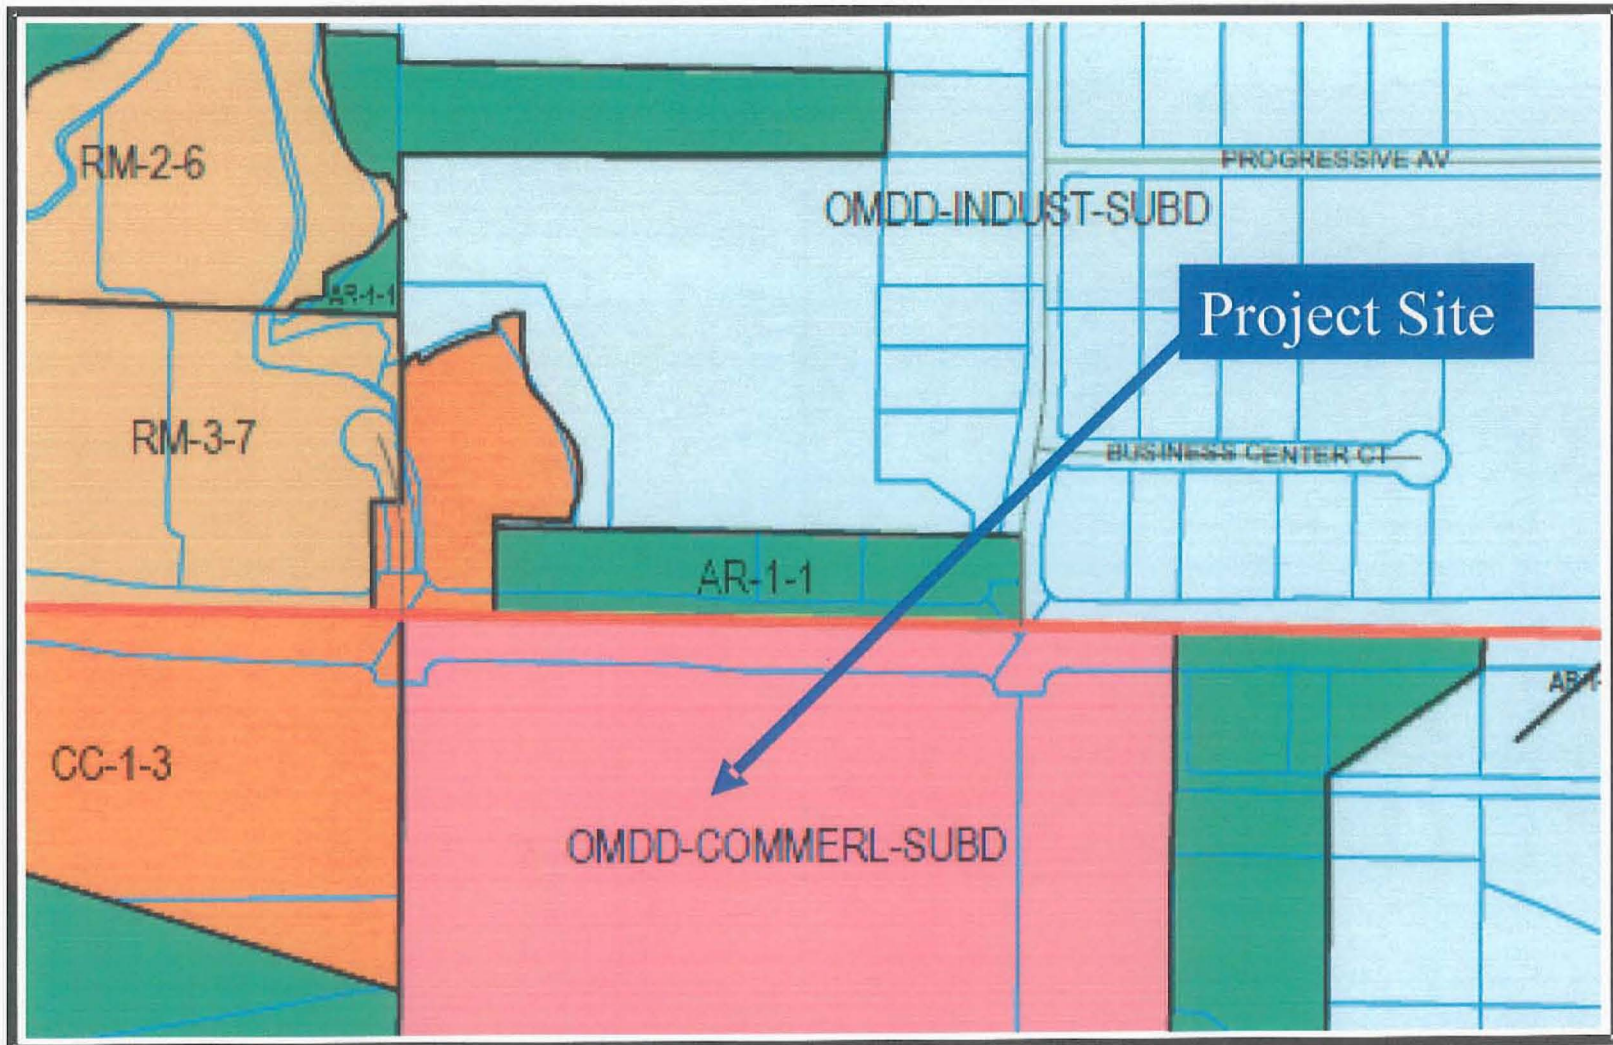 RM-2-6
PROGRESSIVE AV
OMDD-INDUST-SUBD
AR-1-1
Project Site
RM-3-7
BUSINESS CENTER CT
AR-1-1
CC-1-3
OMDD-COMMERL-SUBD